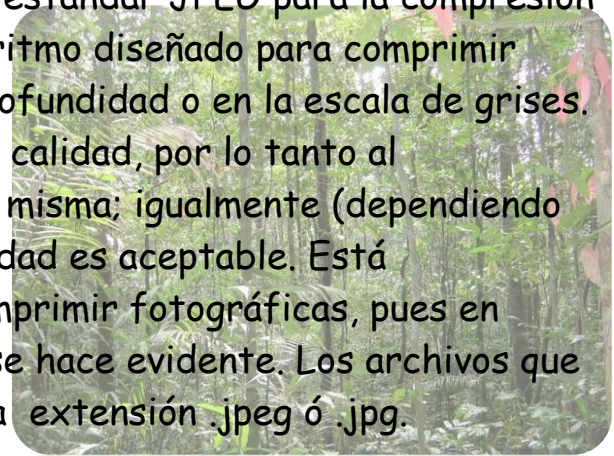 estándar JPEG para la compresión
ritmo diseñado para comprimir
ofundidad o en la escala de grises.
calidad, por lo tanto al
misma; igualmente (dependiendo
dad es aceptable. Está
mprimir fotográficas, pues en
se hace evidente. Los archivos que
a extensión .jpeg ó .jpg.